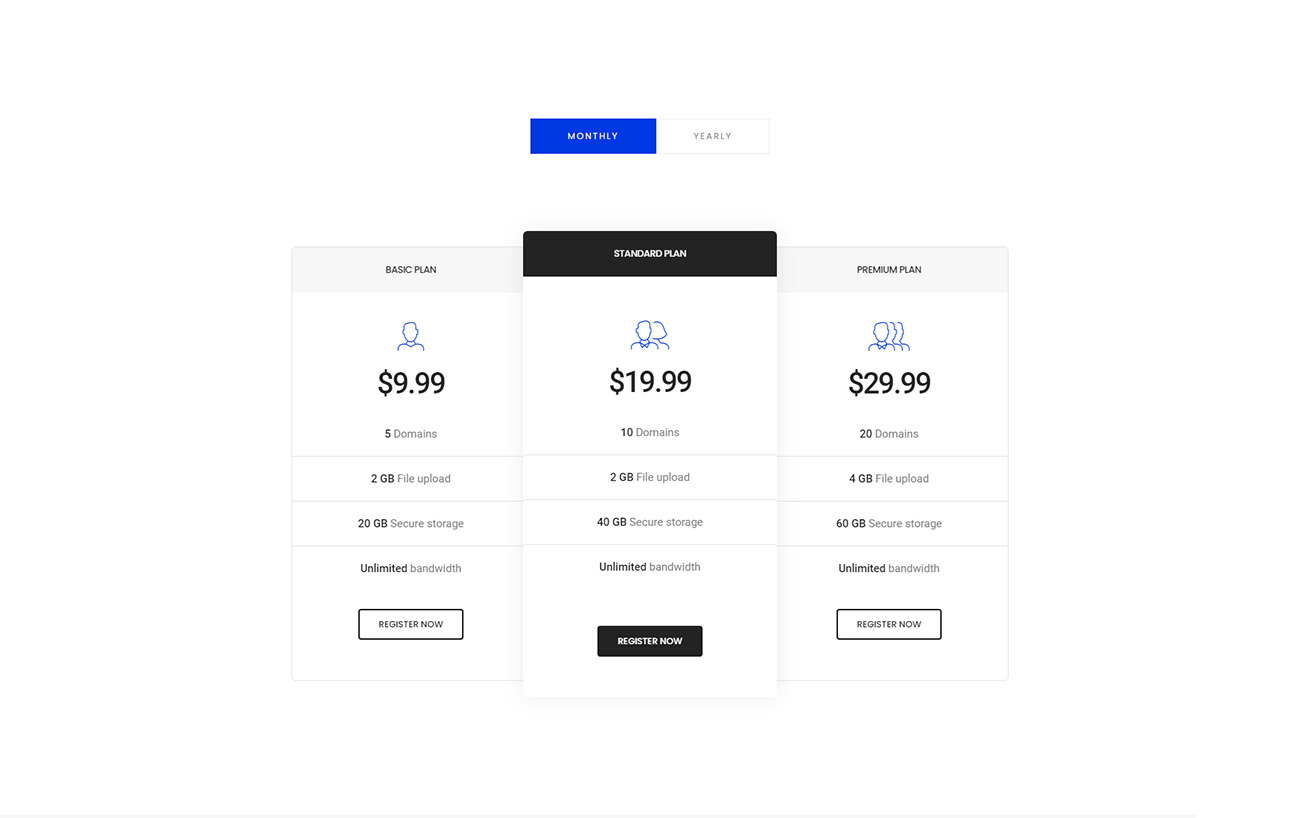 MONTHLY
YEARLY
BASIC PLAN
$9.99
5 Domains
2 GB File upload
20 GB Secure storage
Unlimited bandwidth
REGISTER NOW
STANDARD PLAN
$19.99
10 Domains
2 GB File upload
40 GB Secure storage
Unlimited bandwidth
REGISTER NOW
PREMIUM PLAN
$29.99
20 Domains
4 GB File upload
60 GB Secure storage
Unlimited bandwidth
REGISTER NOW